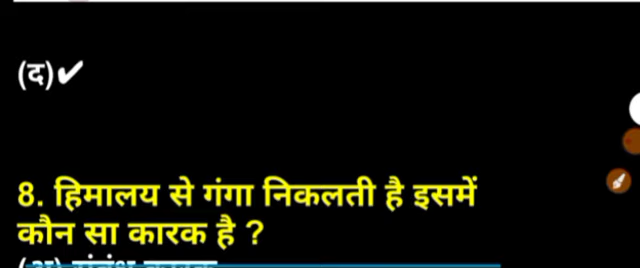 (द)✔
8. हिमालय से गंगा निकलती है इसमें
कौन सा कारक है ?